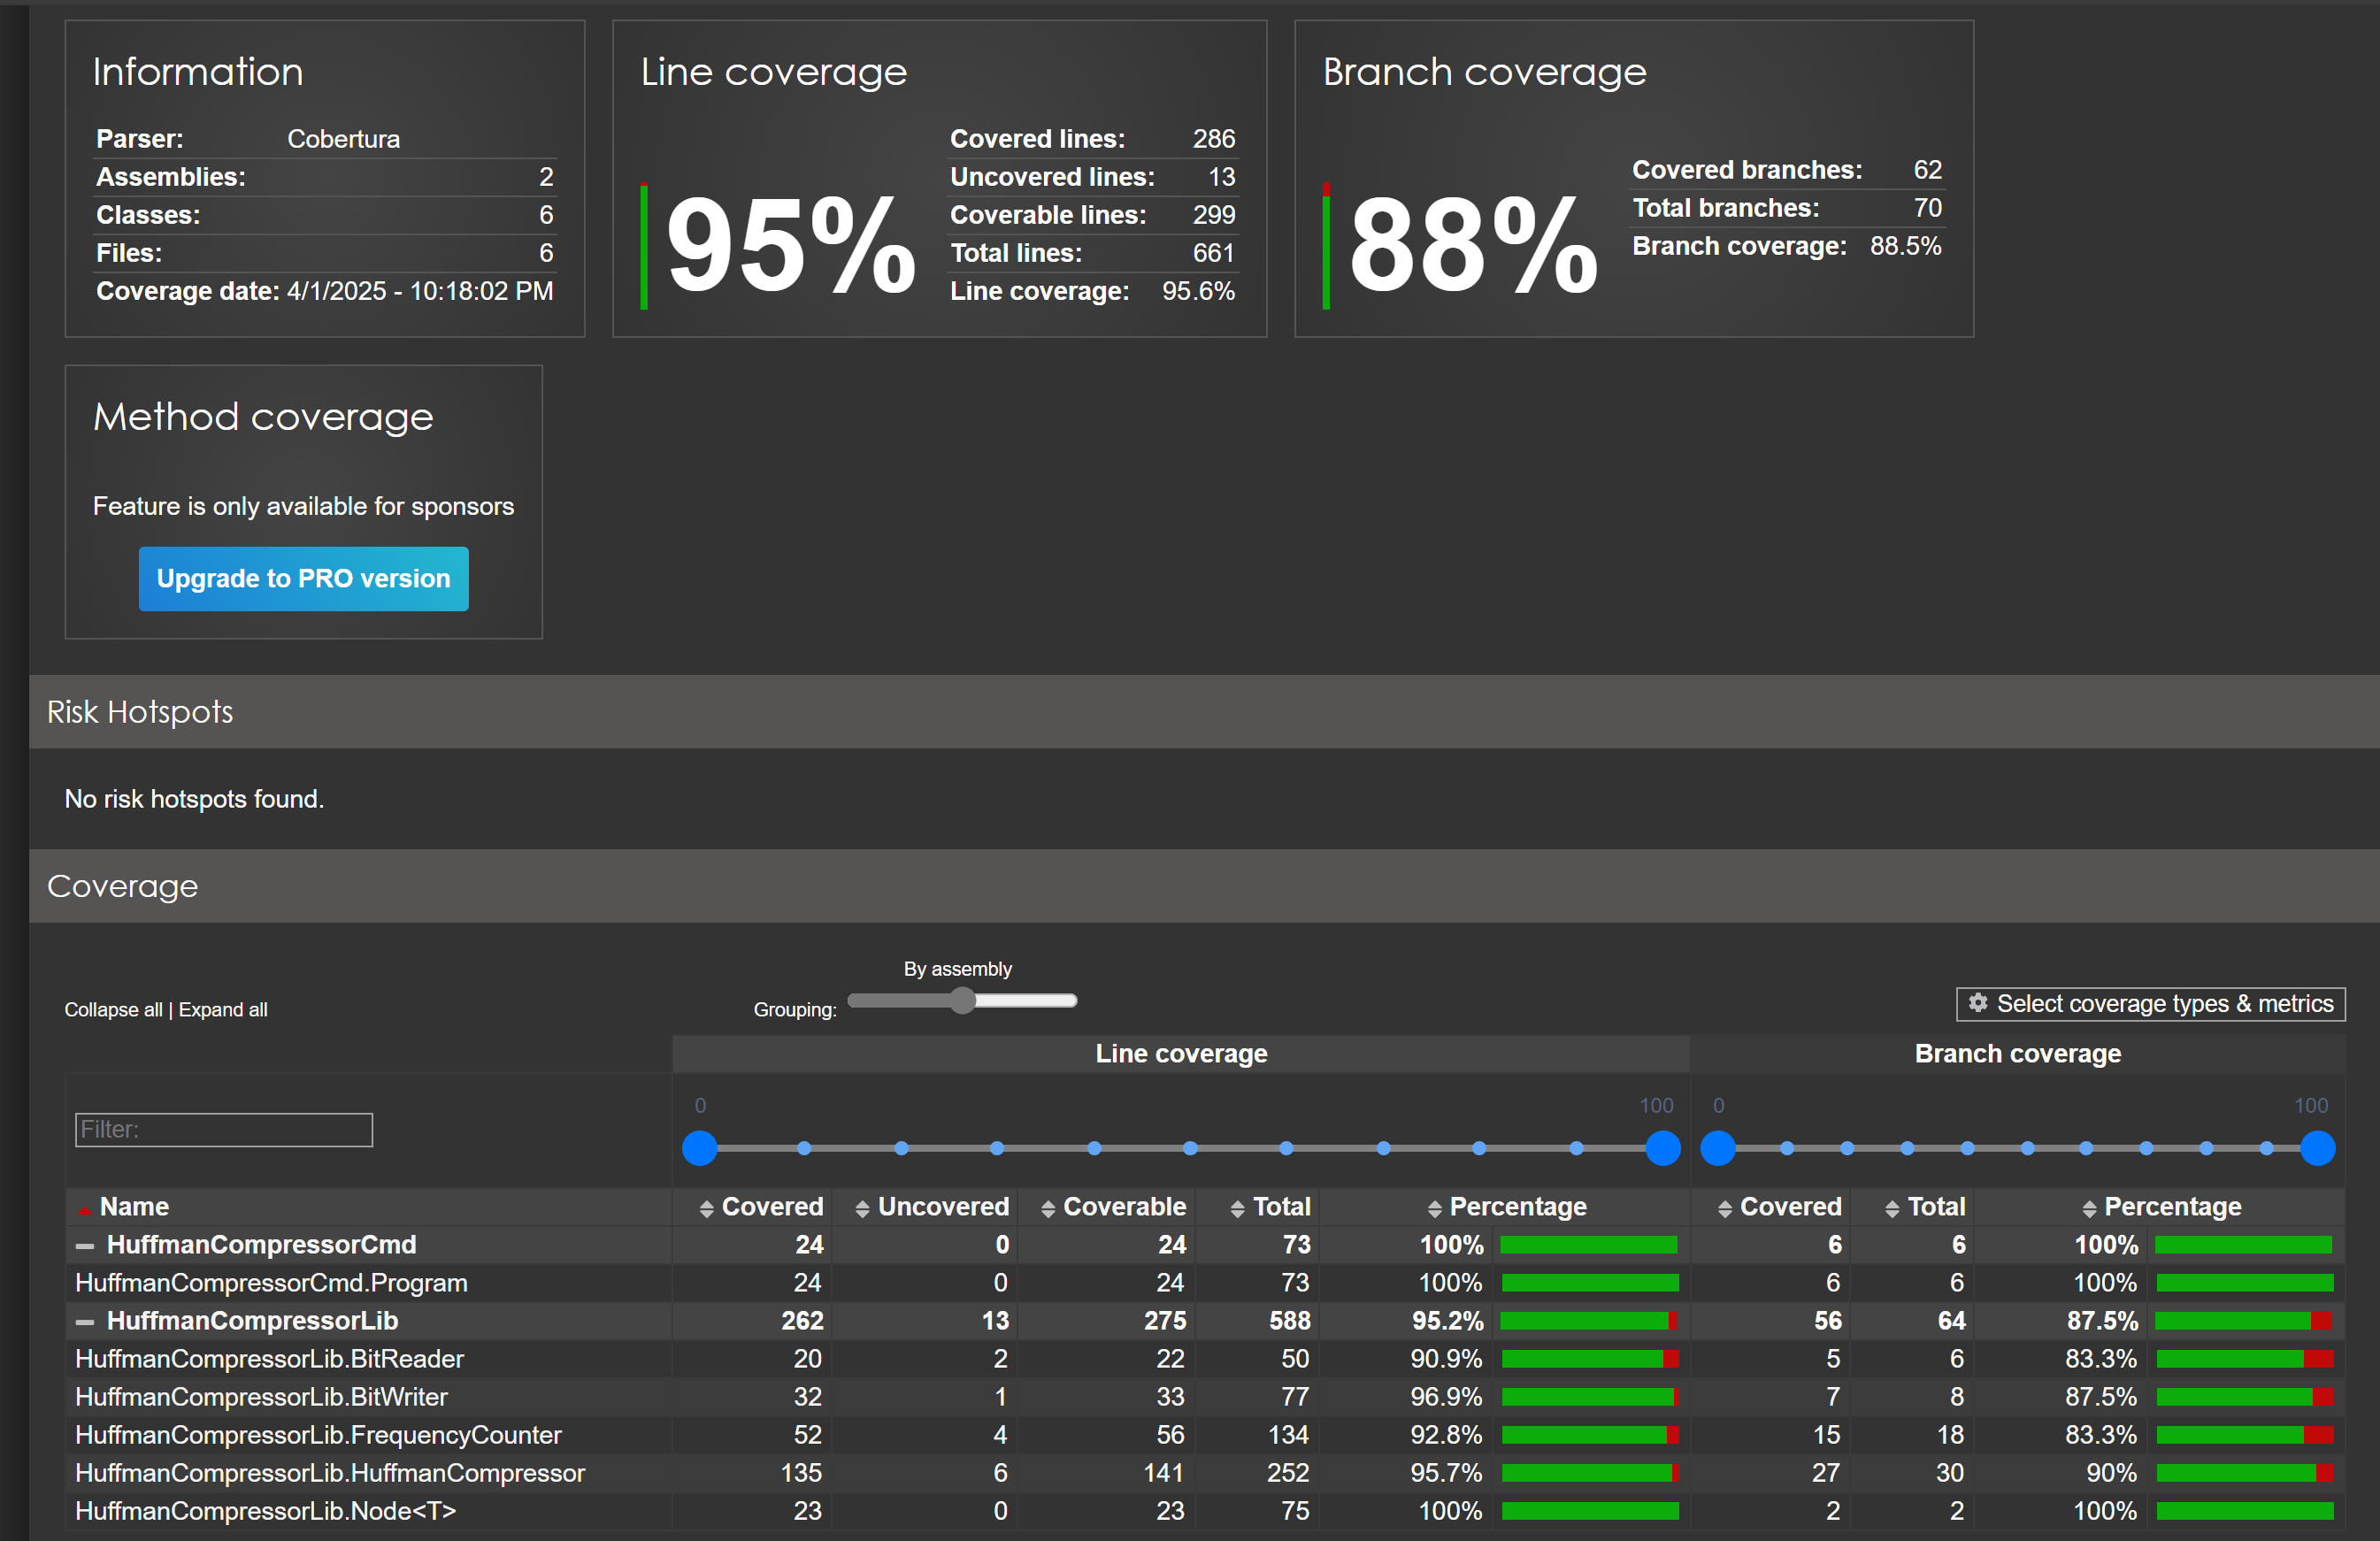 Information
Parser: Cobertura
Assemblies: 2
Classes: 6
Files: 6
Coverage date: 4/1/2025 - 10:18:02 PM
Line coverage
95%
Covered lines: 286
Uncovered lines: 13
Coverable lines: 299
Total lines: 661
Line coverage: 95.6%
Branch coverage
88%
Covered branches: 62
Total branches: 70
Branch coverage: 88.5%
Method coverage
Feature is only available for sponsors
Upgrade to PRO version
Risk Hotspots
No risk hotspots found.
Coverage
Collapse all | Expand all
By assembly
Grouping:
Select coverage types & metrics
Line coverage Branch coverage
Filter:
0 100 0 100
Name Covered Uncovered Coverable Total Percentage Covered Total Percentage
HuffmanCompressorCmd 24 0 24 73 100% 6 6 100%
HuffmanCompressorCmd.Program 24 0 24 73 100% 6 6 100%
HuffmanCompressorLib 262 13 275 588 95.2% 56 64 87.5%
HuffmanCompressorLib.BitReader 20 2 22 50 90.9% 5 6 83.3%
HuffmanCompressorLib.BitWriter 32 1 33 77 96.9% 7 8 87.5%
HuffmanCompressorLib.FrequencyCounter 52 4 56 134 92.8% 15 18 83.3%
HuffmanCompressorLib.HuffmanCompressor 135 6 141 252 95.7% 27 30 90%
HuffmanCompressorLib.Node<T> 23 0 23 75 100% 2 2 100%